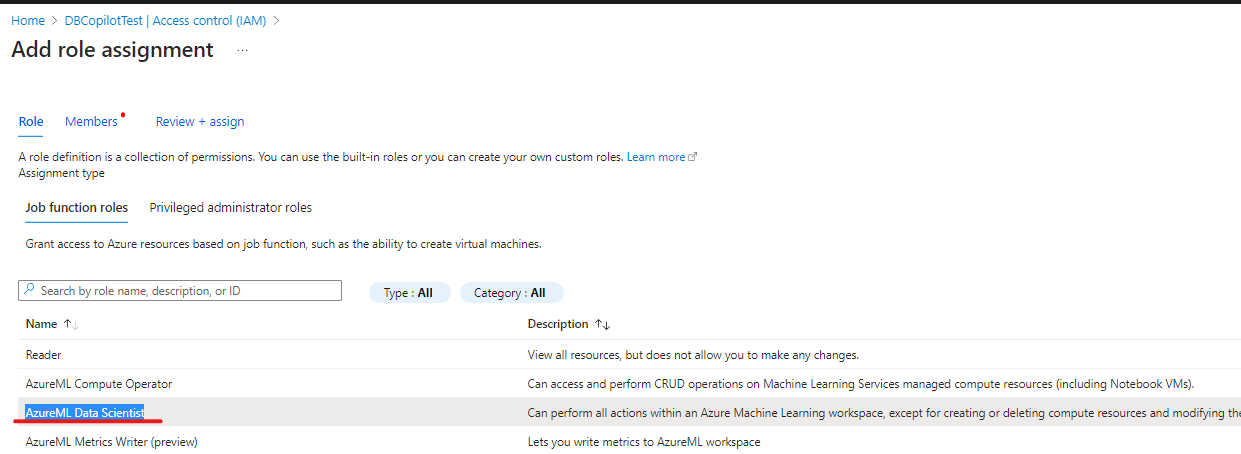 Home > DBCopilotTest | Access control (IAM) >
Add role assignment ...
Role Members Review + assign
A role definition is a collection of permissions. You can use the built-in roles or you can create your own custom roles. Learn more
Assignment type
Job function roles Privileged administrator roles
Grant access to Azure resources based on job function, such as the ability to create virtual machines.
Search by role name, description, or ID Type : All Category : All
Name ↑↓ Description ↑↓
Reader View all resources, but does not allow you to make any changes.
AzureML Compute Operator Can access and perform CRUD operations on Machine Learning Services managed compute resources (including Notebook VMs).
AzureML Data Scientist Can perform all actions within an Azure Machine Learning workspace, except for creating or deleting compute resources and modifying the
AzureML Metrics Writer (preview) Lets you write metrics to AzureML workspace